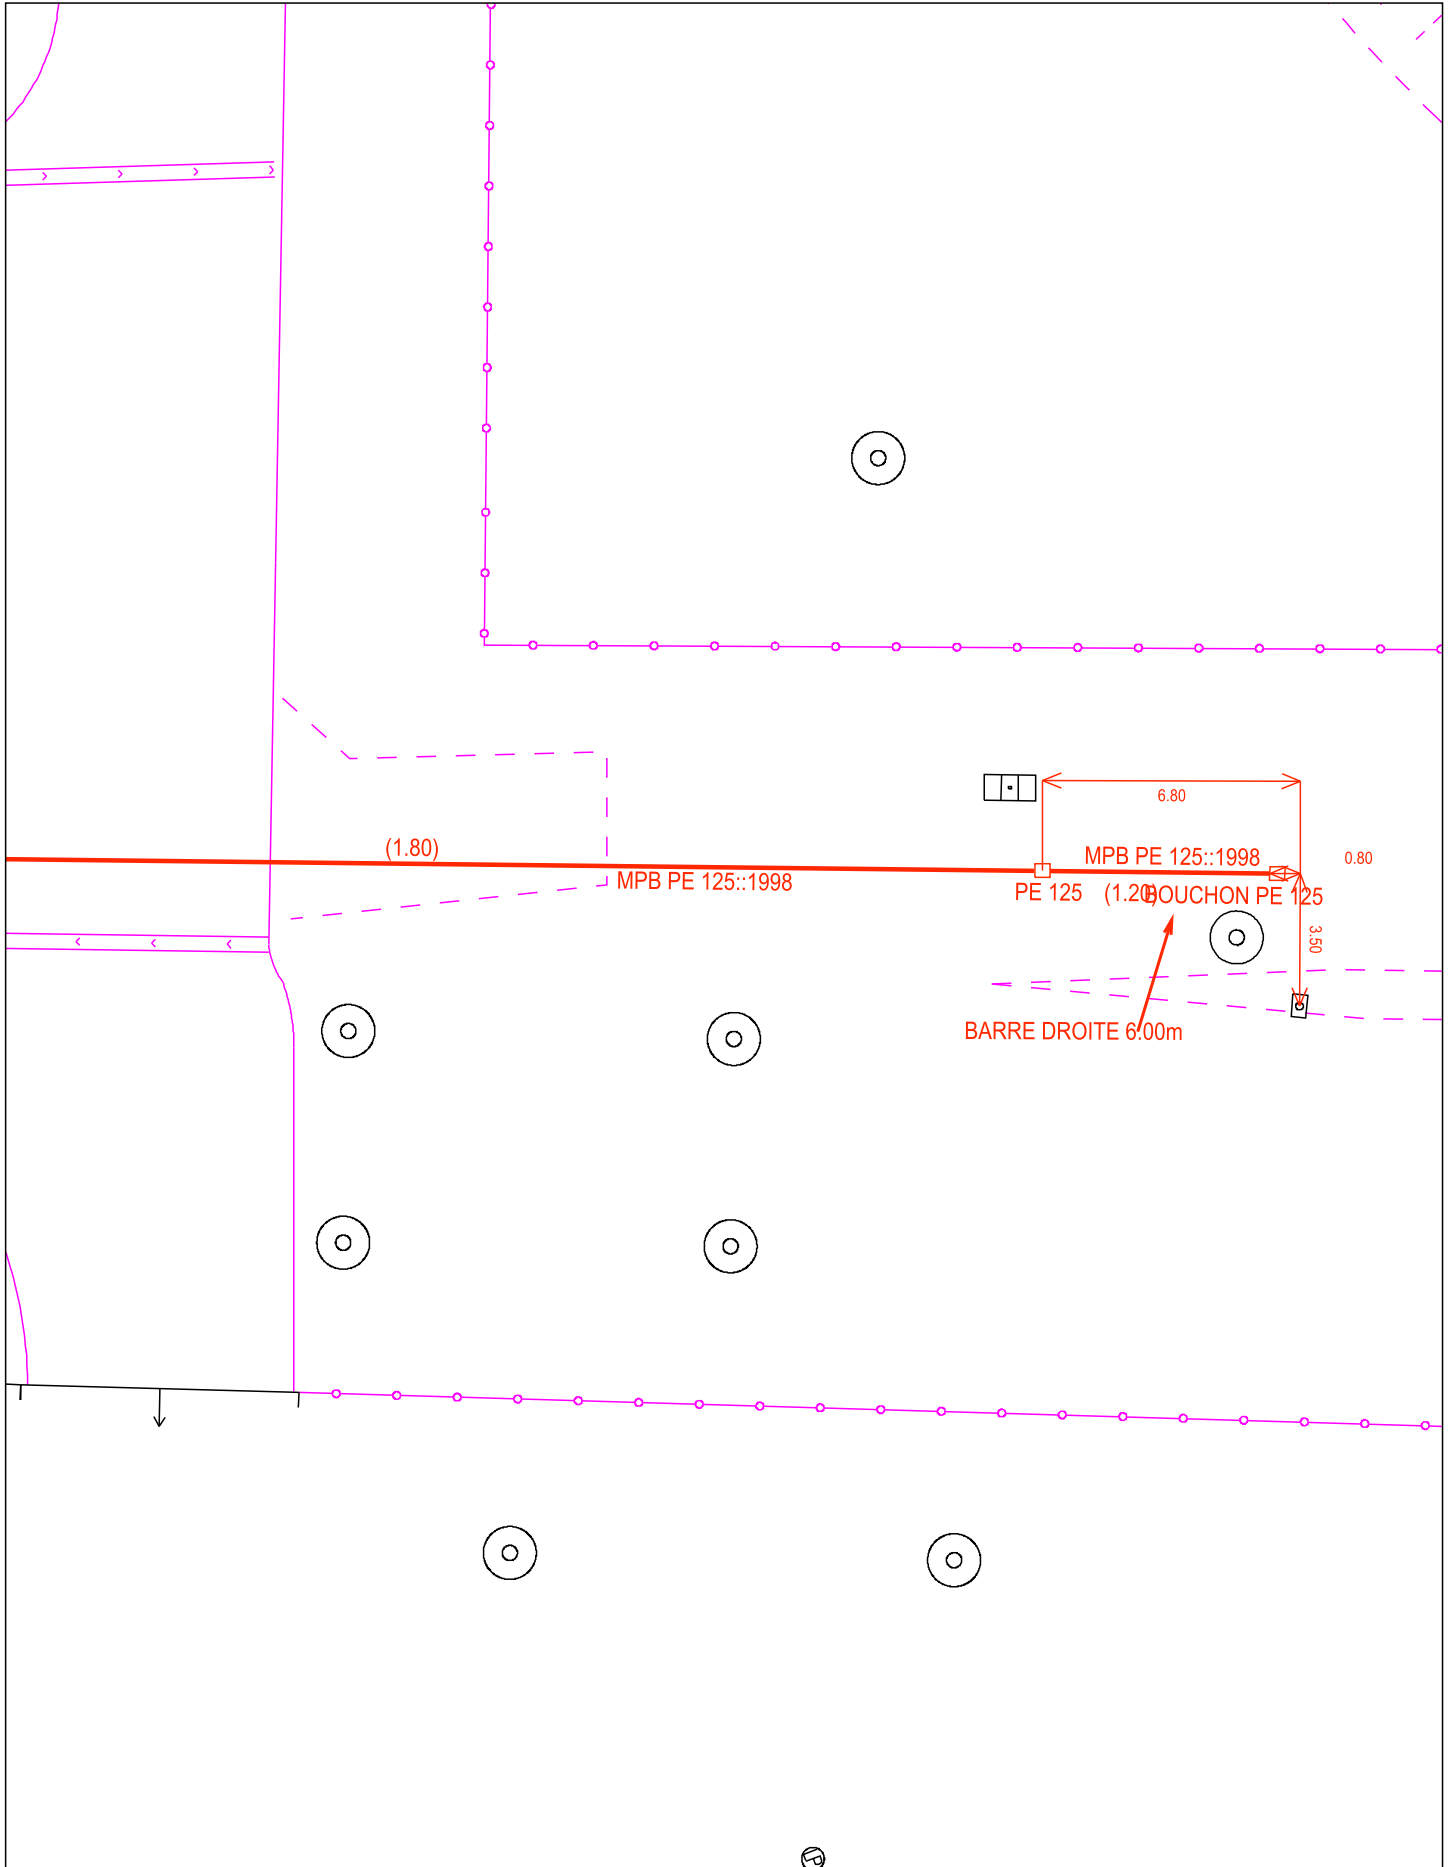 6.80
(1.80)
MPB PE 125::1998
0.80
MPB PE 125::1998
PE 125
(1.20)
BOUCHON PE 125
3.50
BARRE DROITE 6.00m
P